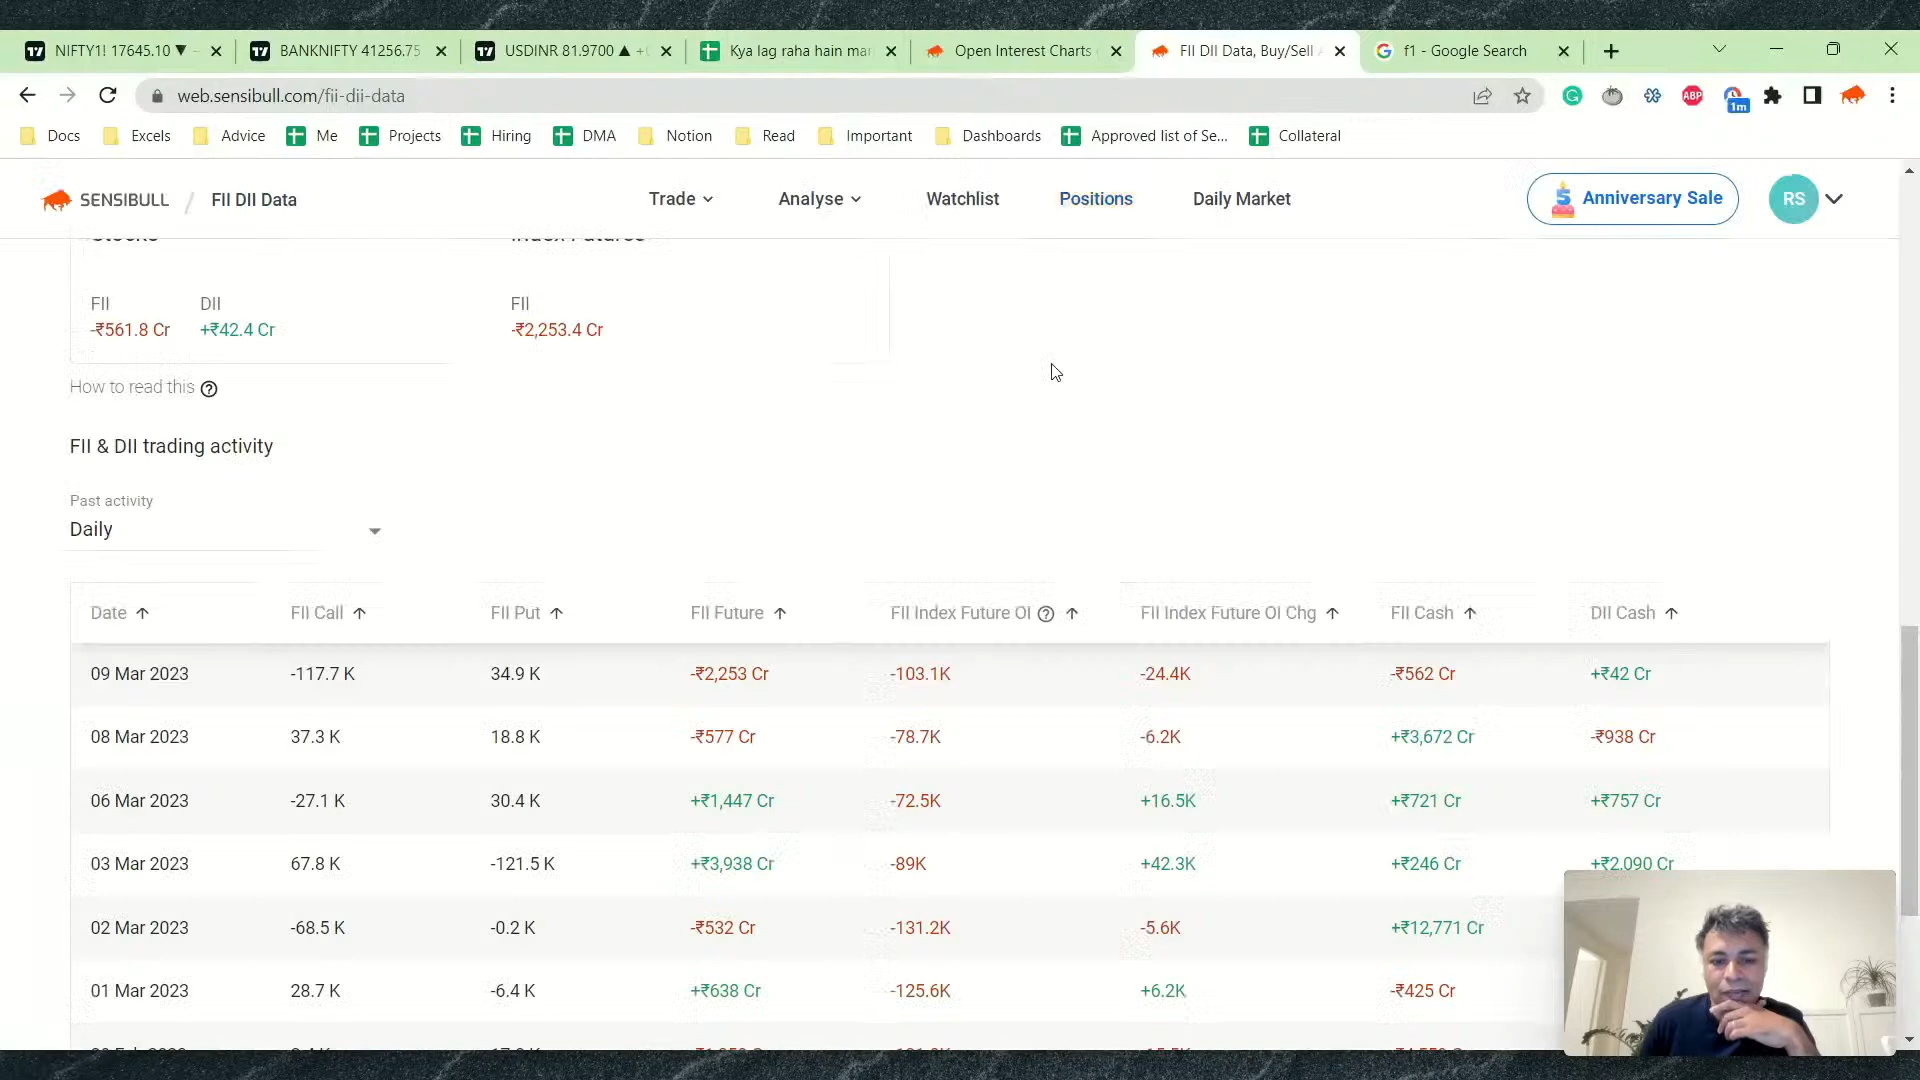 NIFTY1! 17645.10 ▼
BANKNIFTY 41256.75
USDINR 81.9700 ▲
Kya lag raha hain mar
Open Interest Charts
FII DII Data, Buy/Sell
f1 - Google Search
web.sensibull.com/fii-dii-data
ABP
1m
Docs Excels Advice Me Projects Hiring DMA Notion Read Important Dashboards Approved list of Se... Collateral
SENSIBULL / FII DII Data Trade Analyse Watchlist Positions Daily Market 5 Anniversary Sale RS
Stocks Index Futures
FII DII FII
-₹561.8 Cr +₹42.4 Cr -₹2,253.4 Cr
How to read this ?
FII & DII trading activity
Past activity
Daily
Date ↑ FII Call ↑ FII Put ↑ FII Future ↑ FII Index Future OI ? ↑ FII Index Future OI Chg ↑ FII Cash ↑ DII Cash ↑
09 Mar 2023 -117.7 K 34.9 K -₹2,253 Cr -103.1K -24.4K -₹562 Cr +₹42 Cr
08 Mar 2023 37.3 K 18.8 K -₹577 Cr -78.7K -6.2K +₹3,672 Cr -₹938 Cr
06 Mar 2023 -27.1 K 30.4 K +₹1,447 Cr -72.5K +16.5K +₹721 Cr +₹757 Cr
03 Mar 2023 67.8 K -121.5 K +₹3,938 Cr -89K +42.3K +₹246 Cr +₹2,090 Cr
02 Mar 2023 -68.5 K -0.2 K -₹532 Cr -131.2K -5.6K +₹12,771 Cr
01 Mar 2023 28.7 K -6.4 K +₹638 Cr -125.6K +6.2K -₹425 Cr